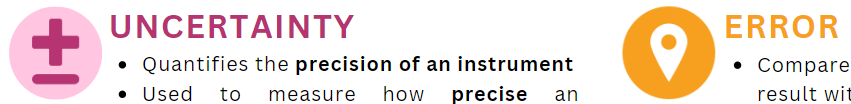 UNCERTAINTY
• Quantifies the precision of an instrument
• Used to measure how precise an
ERROR
• Compare
result wit